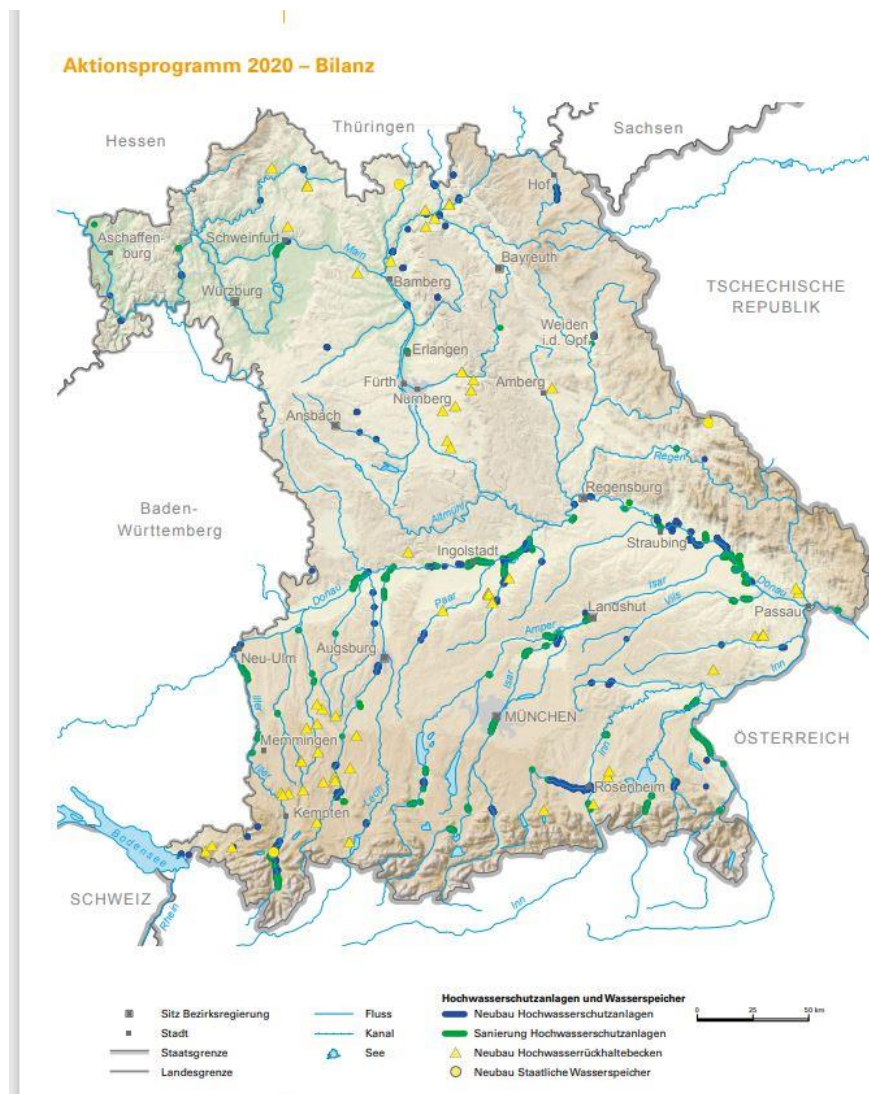 Aktionsprogramm 2020 – Bilanz
Hessen
Thüringen
Sachsen
Hof
Aschaffen-
burg
Schweinfurt
Main
Bayreuth
Würzburg
Bamberg
TSCHECHISCHE
REPUBLIK
Weiden
i.d. Opf.
Erlangen
Fürth
Nürnberg
Amberg
Ansbach
Regen
Regensburg
Baden-
Württemberg
Altmühl
Ingolstadt
Straubing
Donau
Isar
Donau
Paar
Vils
Landshut
Passau
Amper
Augsburg
Neu-Ulm
Inn
Isar
Iller
MÜNCHEN
ÖSTERREICH
Memmingen
Inn
Iller
Rosenheim
Lech
Kempten
Bodensee
SCHWEIZ
Rhein
Inn
Hochwasserschutzanlagen und Wasserspeicher
Sitz Bezirksregierung
Fluss
Neubau Hochwasserschutzanlagen
0 25 50 km
Stadt
Kanal
Sanierung Hochwasserschutzanlagen
Staatsgrenze
See
Neubau Hochwasserrückhaltebecken
Landesgrenze
Neubau Staatliche Wasserspeicher